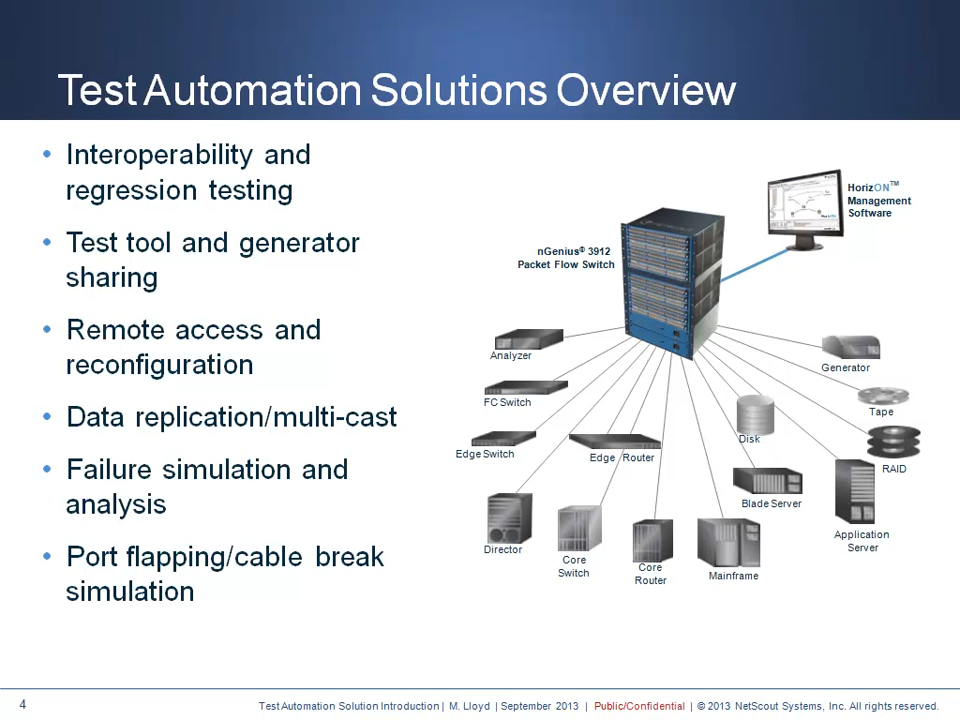 Test Automation Solutions Overview
• Interoperability and
regression testing
• Test tool and generator
sharing
• Remote access and
reconfiguration
• Data replication/multi-cast
• Failure simulation and
analysis
• Port flapping/cable break
simulation
HorizON™
Management
Software
nGenius® 3912
Packet Flow Switch
Analyzer
Generator
FC Switch
Tape
Edge Switch
Edge Router
Disk
RAID
Blade Server
Director
Core
Switch
Core
Router
Mainframe
Application
Server
4
Test Automation Solution Introduction | M. Lloyd | September 2013 | Public/Confidential | © 2013 NetScout Systems, Inc. All rights reserved.